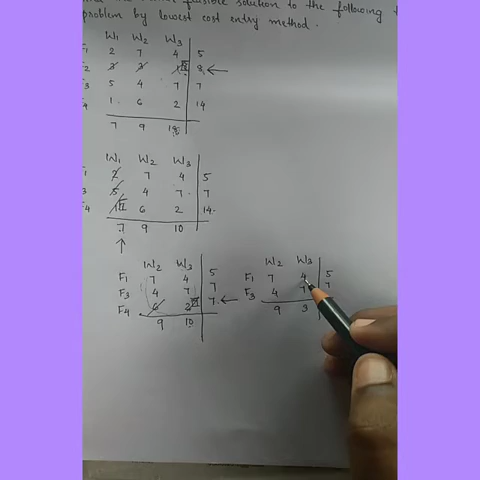 feasible solution to the following
problem by lowest cost entry method.
W1 W2 W3
F1 2 7 4 5
F2 3 3 1 8 ←
F3 5 4 7 7
F4 1 6 2 14
7 9 18
W1 W2 W3
F1 2 7 4 5
F3 5 4 7 7
F4 1 6 2 14
7 9 10
↑
W2 W3
F1 7 4 5
F3 4 7 7
F4 6 2 7 ←
9 10
W2 W3
F1 7 4 5
F3 4 7 7
9 3